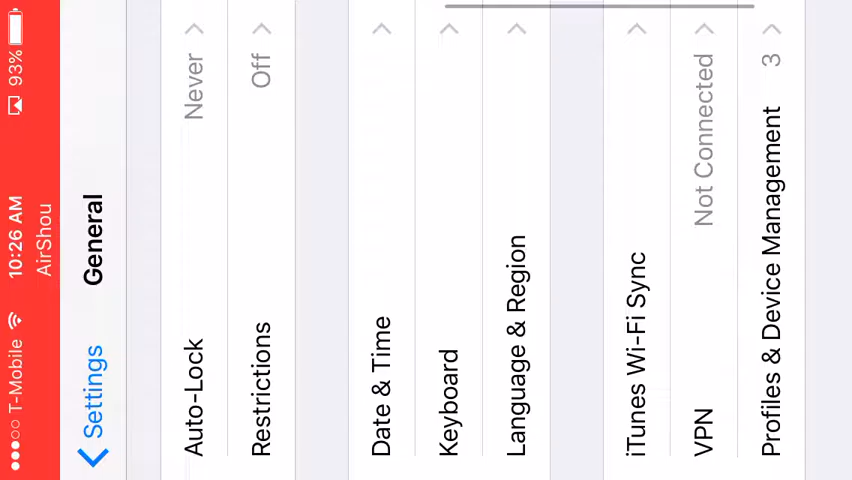 T-Mobile 10:26 AM 93%
AirShou
Settings General
Auto-Lock Never
Restrictions Off
Date & Time
Keyboard
Language & Region
iTunes Wi-Fi Sync
VPN Not Connected
Profiles & Device Management 3